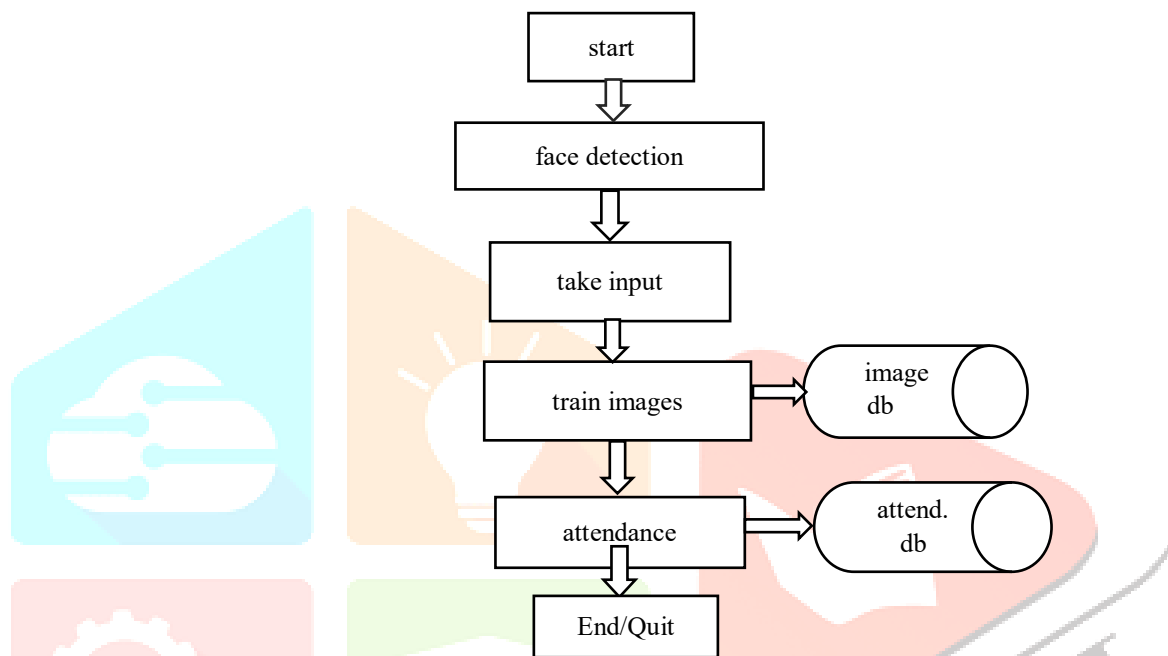 start
face detection
take input
train images
image
db
attendance
attend.
db
End/Quit